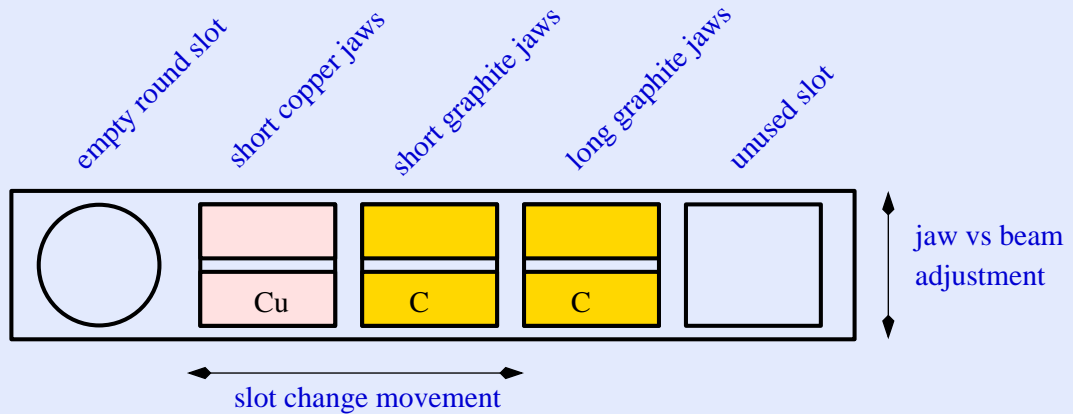 empty round slot
short copper jaws
short graphite jaws
long graphite jaws
unused slot
Cu
C
C
jaw vs beam
adjustment
slot change movement